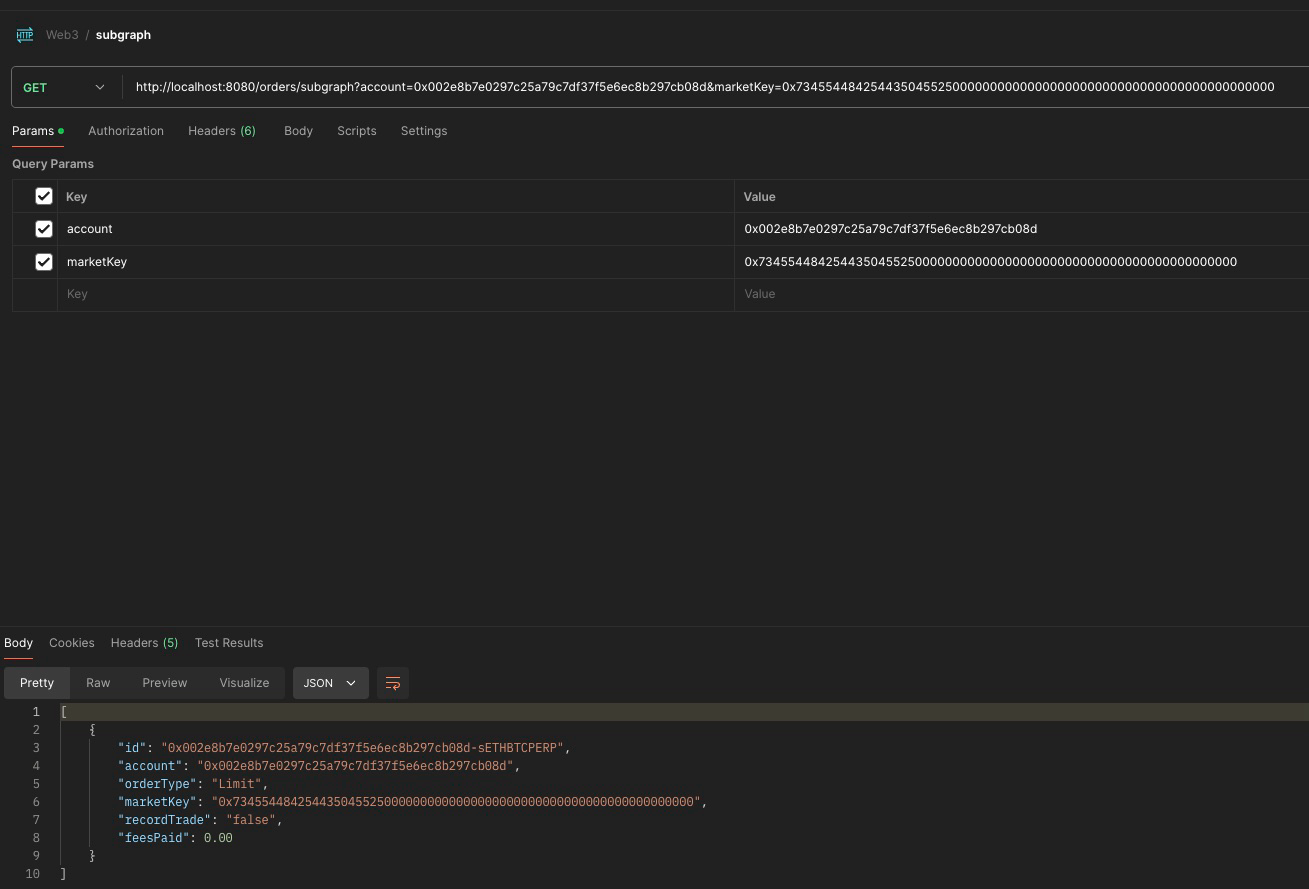 HTTP Web3 / subgraph
GET http://localhost:8080/orders/subgraph?account=0x002e8b7e0297c25a79c7df37f5e6ec8b297cb08d&marketKey=0x7345544842544350455250000000000000000000000000000000000000000000
Params Authorization Headers (6) Body Scripts Settings
Query Params
Key Value
account 0x002e8b7e0297c25a79c7df37f5e6ec8b297cb08d
marketKey 0x7345544842544350455250000000000000000000000000000000000000000000
Key Value
Body Cookies Headers (5) Test Results
Pretty Raw Preview Visualize JSON
1 [
2 {
3 "id": "0x002e8b7e0297c25a79c7df37f5e6ec8b297cb08d-sETHBTCPERP",
4 "account": "0x002e8b7e0297c25a79c7df37f5e6ec8b297cb08d",
5 "orderType": "Limit",
6 "marketKey": "0x7345544842544350455250000000000000000000000000000000000000000000",
7 "recordTrade": "false",
8 "feesPaid": 0.00
9 }
10 ]